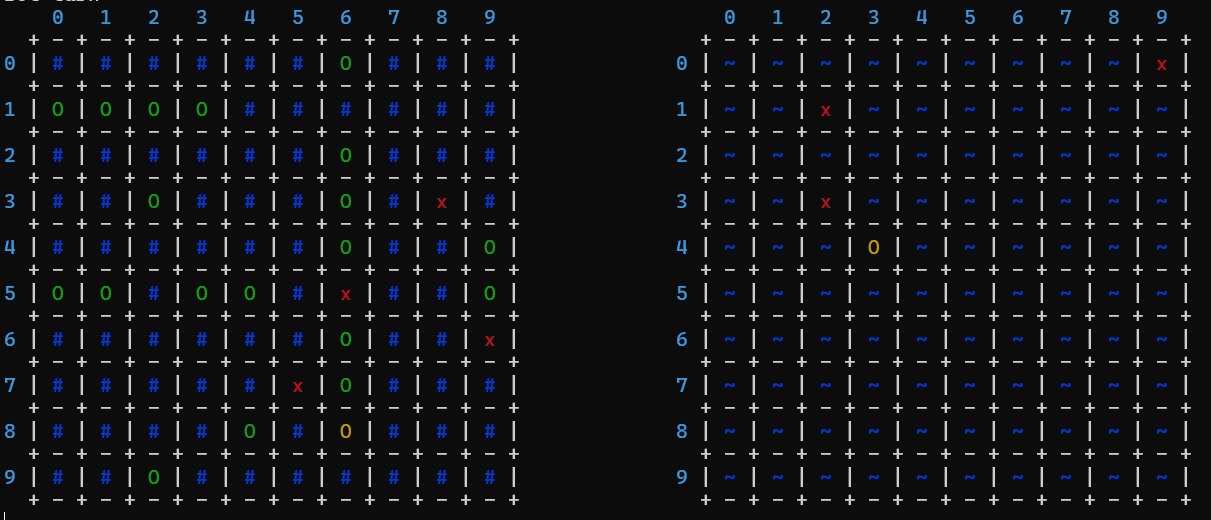 0 1 2 3 4 5 6 7 8 9 0 1 2 3 4 5 6 7 8 9
+ - + - + - + - + - + - + - + - + - + - + + - + - + - + - + - + - + - + - + - + - +
0 | # | # | # | # | # | # | O | # | # | # | 0 | ~ | ~ | ~ | ~ | ~ | ~ | ~ | ~ | ~ | x |
+ - + - + - + - + - + - + - + - + - + - + + - + - + - + - + - + - + - + - + - + - +
1 | O | O | O | O | # | # | # | # | # | # | 1 | ~ | ~ | x | ~ | ~ | ~ | ~ | ~ | ~ | ~ |
+ - + - + - + - + - + - + - + - + - + - + + - + - + - + - + - + - + - + - + - + - +
2 | # | # | # | # | # | # | O | # | # | # | 2 | ~ | ~ | ~ | ~ | ~ | ~ | ~ | ~ | ~ | ~ |
+ - + - + - + - + - + - + - + - + - + - + + - + - + - + - + - + - + - + - + - + - +
3 | # | # | O | # | # | # | O | # | x | # | 3 | ~ | ~ | x | ~ | ~ | ~ | ~ | ~ | ~ | ~ |
+ - + - + - + - + - + - + - + - + - + - + + - + - + - + - + - + - + - + - + - + - +
4 | # | # | # | # | # | # | O | # | # | O | 4 | ~ | ~ | ~ | O | ~ | ~ | ~ | ~ | ~ | ~ |
+ - + - + - + - + - + - + - + - + - + - + + - + - + - + - + - + - + - + - + - + - +
5 | O | O | # | O | O | # | x | # | # | O | 5 | ~ | ~ | ~ | ~ | ~ | ~ | ~ | ~ | ~ | ~ |
+ - + - + - + - + - + - + - + - + - + - + + - + - + - + - + - + - + - + - + - + - +
6 | # | # | # | # | # | # | O | # | # | x | 6 | ~ | ~ | ~ | ~ | ~ | ~ | ~ | ~ | ~ | ~ |
+ - + - + - + - + - + - + - + - + - + - + + - + - + - + - + - + - + - + - + - + - +
7 | # | # | # | # | # | x | O | # | # | # | 7 | ~ | ~ | ~ | ~ | ~ | ~ | ~ | ~ | ~ | ~ |
+ - + - + - + - + - + - + - + - + - + - + + - + - + - + - + - + - + - + - + - + - +
8 | # | # | # | # | O | # | O | # | # | # | 8 | ~ | ~ | ~ | ~ | ~ | ~ | ~ | ~ | ~ | ~ |
+ - + - + - + - + - + - + - + - + - + - + + - + - + - + - + - + - + - + - + - + - +
9 | # | # | O | # | # | # | # | # | # | # | 9 | ~ | ~ | ~ | ~ | ~ | ~ | ~ | ~ | ~ | ~ |
+ - + - + - + - + - + - + - + - + - + - + + - + - + - + - + - + - + - + - + - + - +